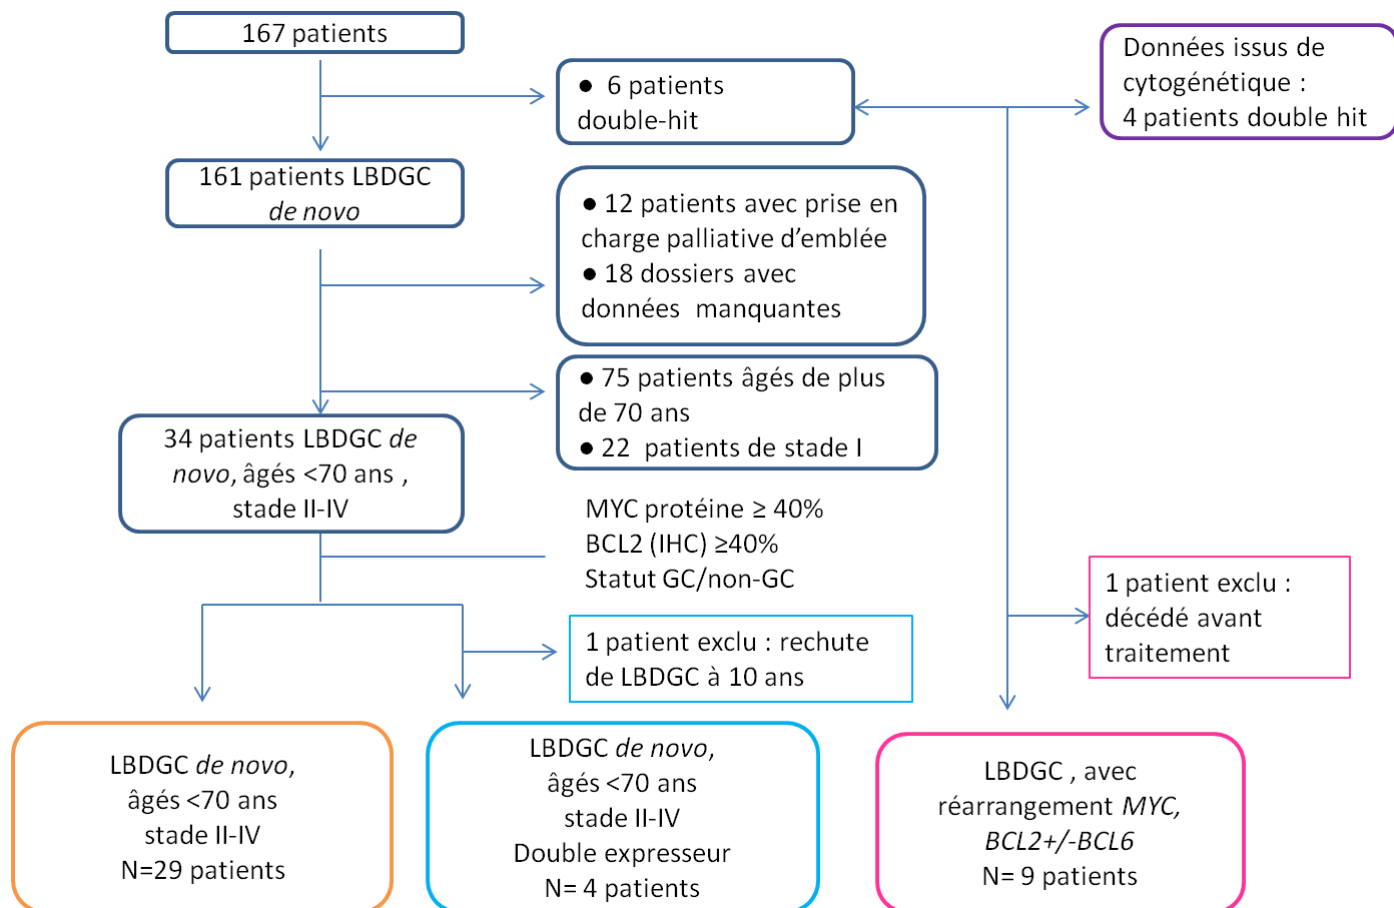 167 patients
● 6 patients
double-hit
Données issus de
cytogénétique :
4 patients double hit
161 patients LBDGC
de novo
● 12 patients avec prise en
charge palliative d’emblée
● 18 dossiers avec
données manquantes
● 75 patients âgés de plus
de 70 ans
● 22 patients de stade I
34 patients LBDGC de
novo, âgés <70 ans ,
stade II-IV
MYC protéine ≥ 40%
BCL2 (IHC) ≥40%
Statut GC/non-GC
1 patient exclu :
décédé avant
traitement
1 patient exclu : rechute
de LBDGC à 10 ans
LBDGC de novo,
âgés <70 ans
stade II-IV
N=29 patients
LBDGC de novo,
âgés <70 ans
stade II-IV
Double expresseur
N= 4 patients
LBDGC , avec
réarrangement MYC,
BCL2+/-BCL6
N= 9 patients